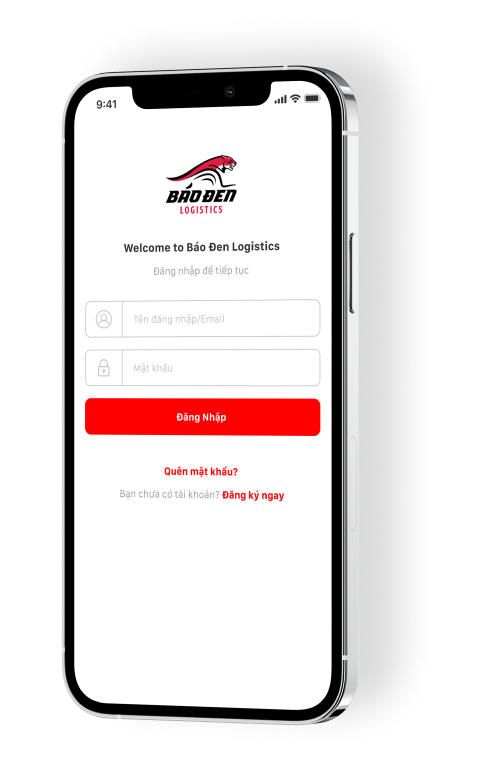 9:41
BÁO ĐEN
LOGISTICS
Welcome to Báo Đen Logistics
Đăng nhập để tiếp tục
Tên đăng nhập/Email
Mật khẩu
Đăng Nhập
Quên mật khẩu?
Bạn chưa có tài khoản? Đăng ký ngay